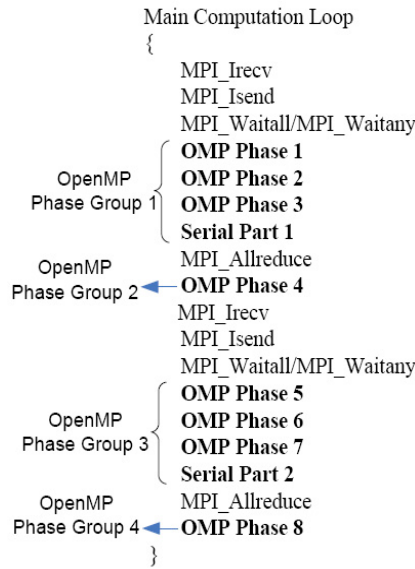 Main Computation Loop
{
MPI_Irecv
MPI_Isend
MPI_Waitall/MPI_Waitany
OpenMP
Phase Group 1
OMP Phase 1
OMP Phase 2
OMP Phase 3
Serial Part 1
MPI_Allreduce
OpenMP
Phase Group 2
OMP Phase 4
MPI_Irecv
MPI_Isend
MPI_Waitall/MPI_Waitany
OpenMP
Phase Group 3
OMP Phase 5
OMP Phase 6
OMP Phase 7
Serial Part 2
MPI_Allreduce
OpenMP
Phase Group 4
OMP Phase 8
}